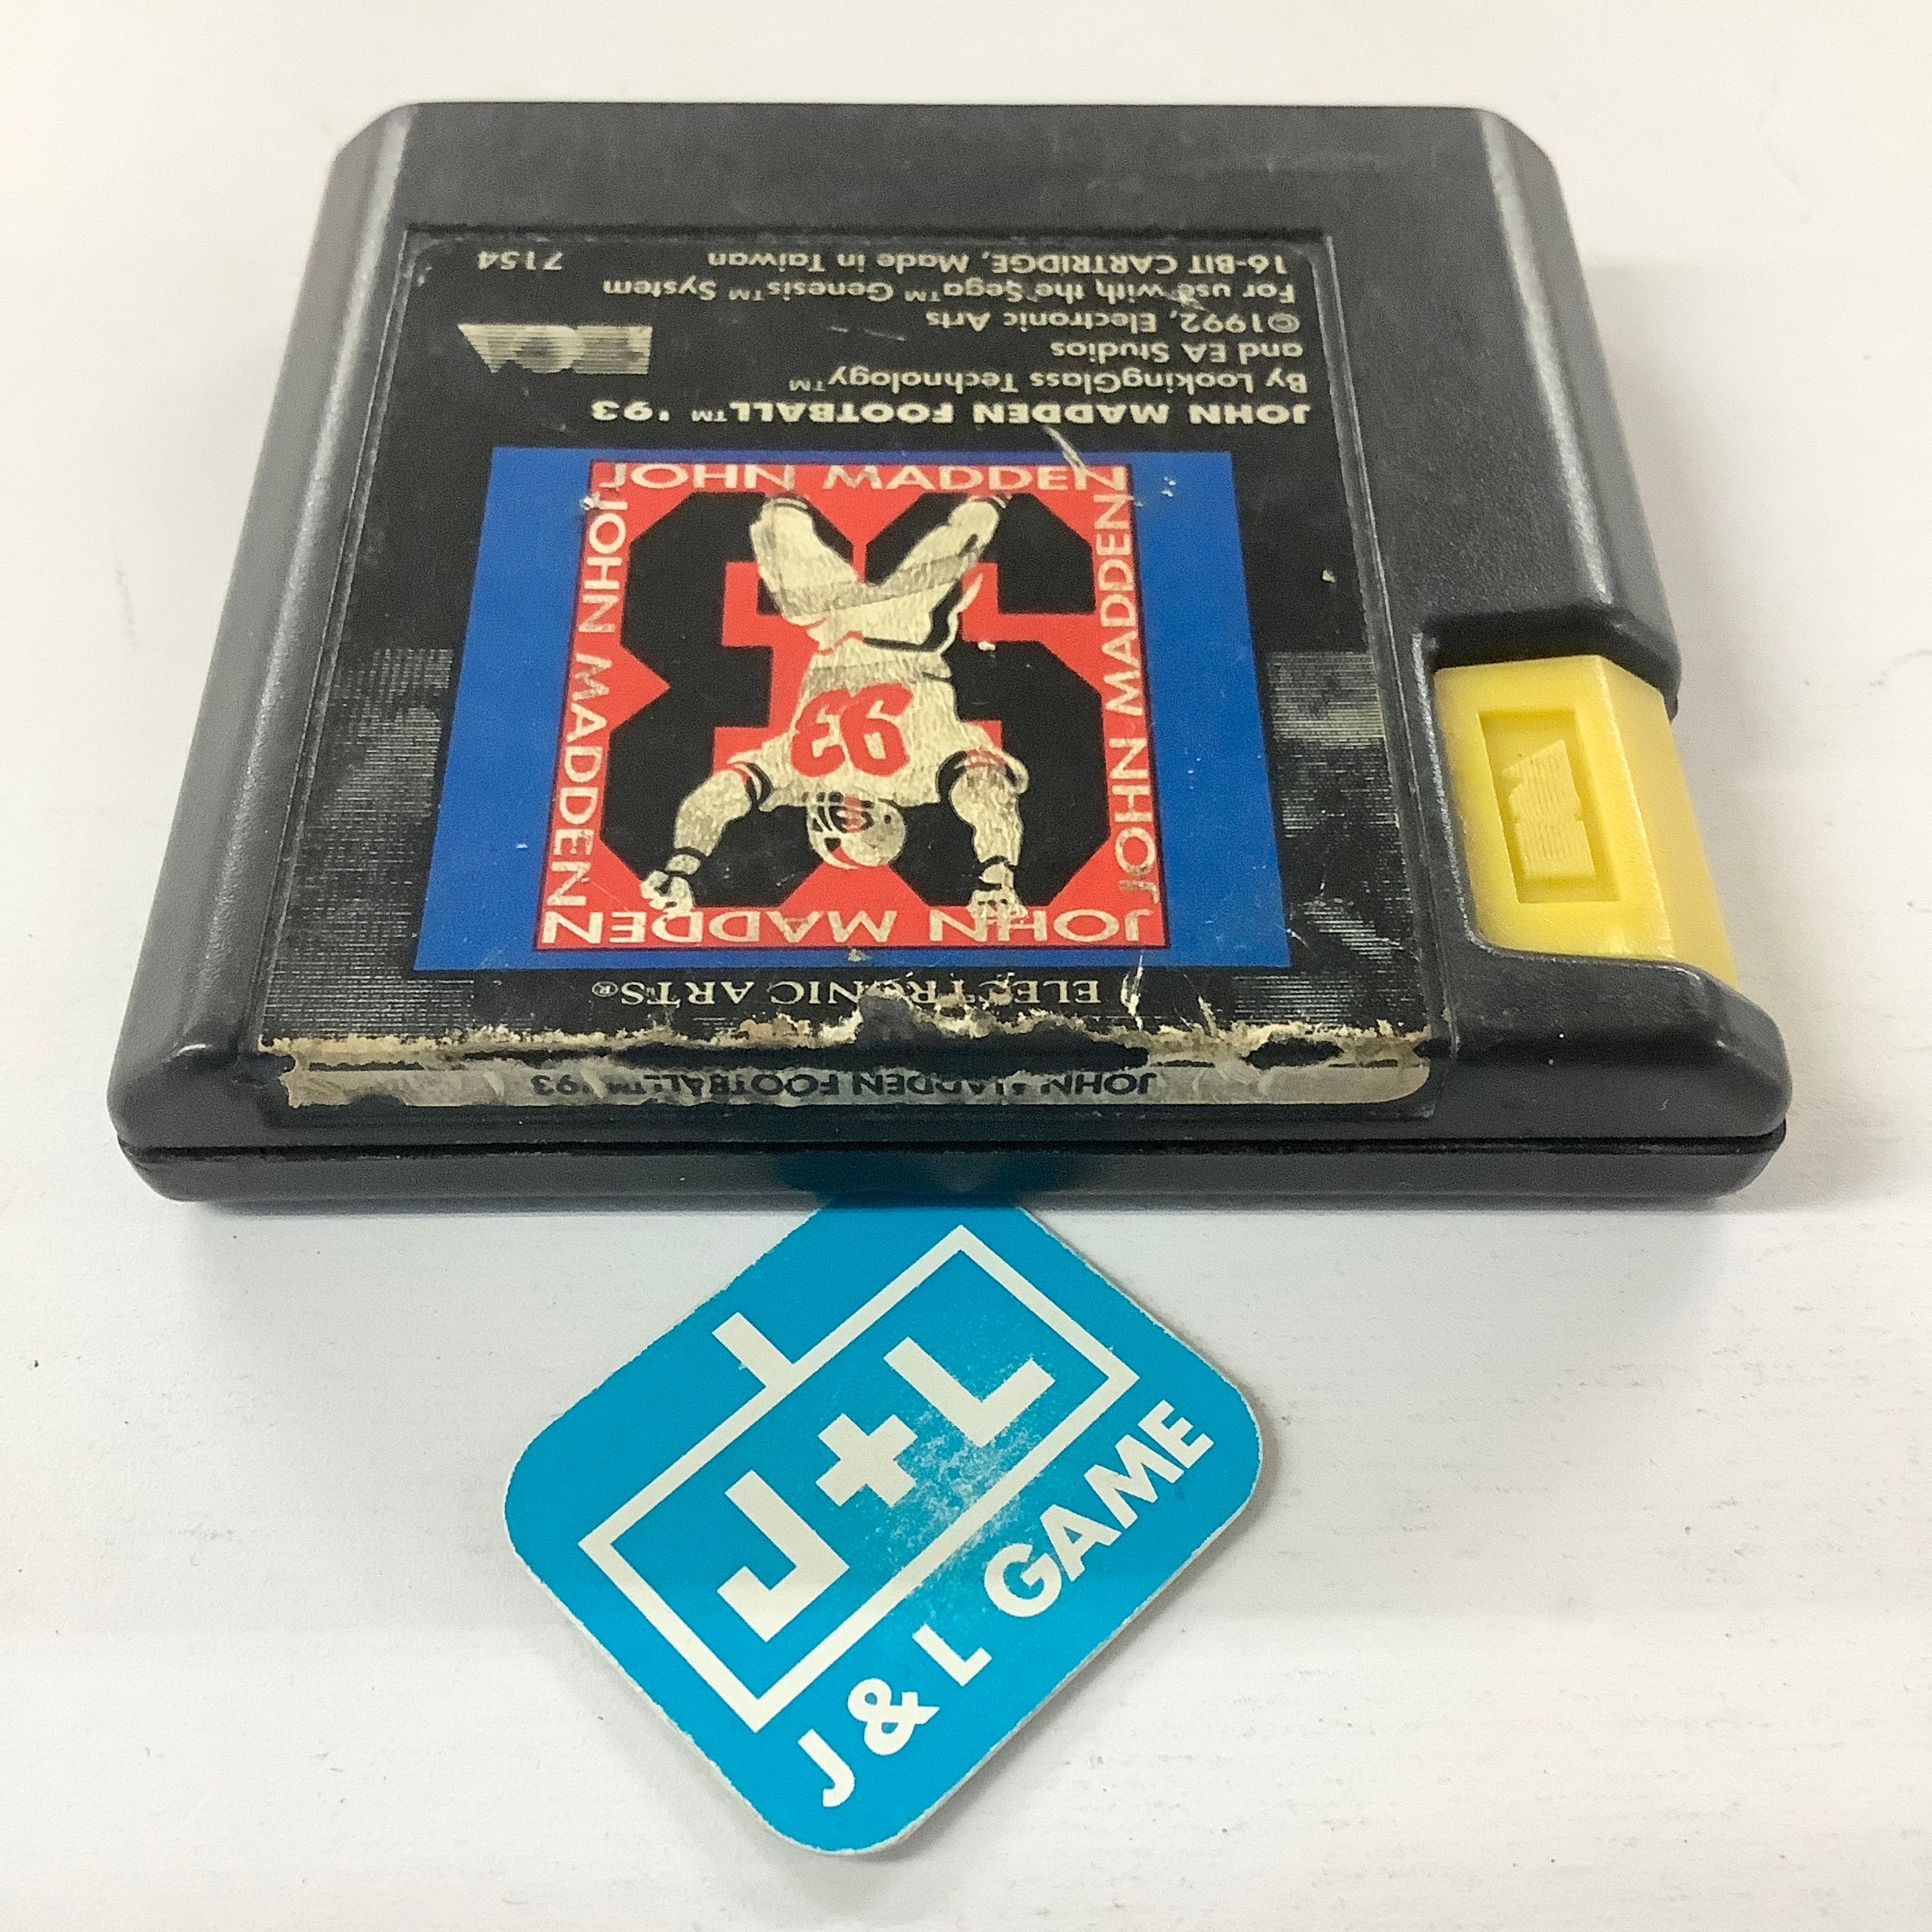 ELECTRONIC ARTS®
JOHN MADDEN
JOHN MADDEN
JOHN MADDEN
JOHN MADDEN
93
93
JOHN MADDEN FOOTBALL™ '93
By LookingGlass Technology™
and EA Studios
©1992, Electronic Arts
For use with the Sega™ Genesis™ System
16-BIT CARTRIDGE, Made in Taiwan
7154
EA
JOHN MADDEN FOOTBALL™ '93
EA
J+L
J & L GAME